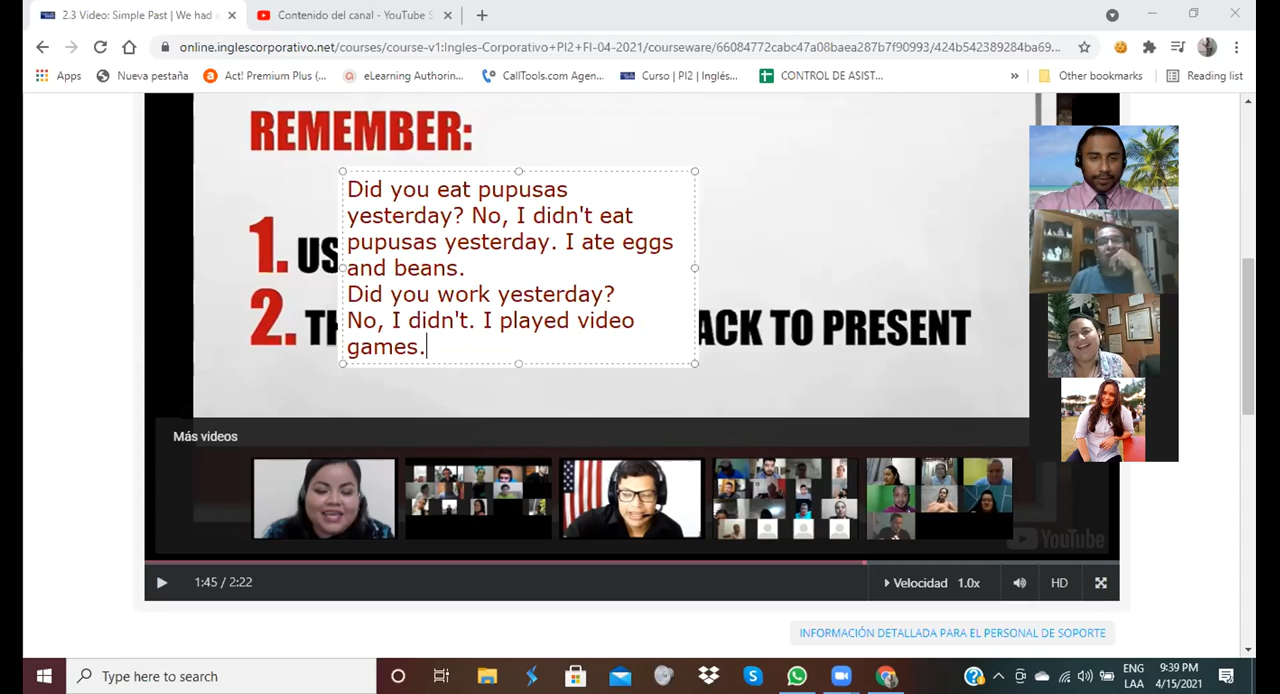 2.3 Video: Simple Past | We had
Contenido del canal - YouTube S
online.inglescorporativo.net/courses/course-v1:Ingles-Corporativo+PI2+FI-04-2021/courseware/66084772cabc47a08baea287b7f90993/424b542389284ba69...
Apps
Nueva pestaña
Act! Premium Plus (...
eLearning Authorin...
CallTools.com Agen...
Curso | PI2 | Inglés...
CONTROL DE ASIST...
»
Other bookmarks
Reading list
REMEMBER:
Did you eat pupusas
yesterday? No, I didn't eat
pupusas yesterday. I ate eggs
and beans.
Did you work yesterday?
No, I didn't. I played video
games.
1. US
2. TH
ACK TO PRESENT
Más videos
YouTube
1:45 / 2:22
Velocidad 1.0x
HD
INFORMACIÓN DETALLADA PARA EL PERSONAL DE SOPORTE
Type here to search
ENG
LAA
9:39 PM
4/15/2021